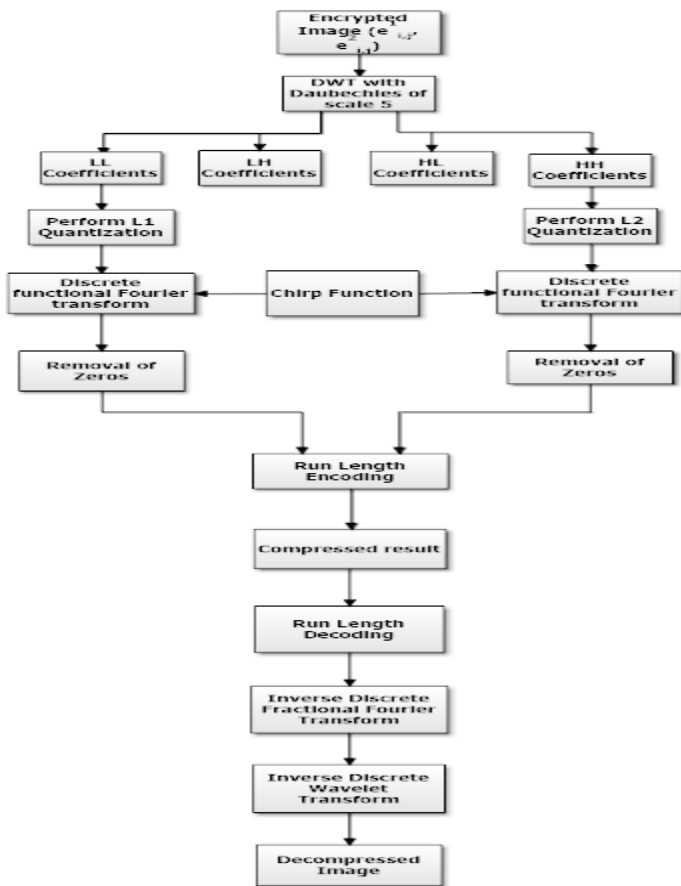 Encrypted
Image (e¹ i,j,
e² i,j)
DWT with
Daubechies of
scale 5
LL
Coefficients
LH
Coefficients
HL
Coefficients
HH
Coefficients
Perform L1
Quantization
Perform L2
Quantization
Discrete
functional Fourier
transform
Chirp Function
Discrete
functional Fourier
transform
Removal of
Zeros
Removal of
Zeros
Run Length
Encoding
Compressed result
Run Length
Decoding
Inverse Discrete
Fractional Fourier
Transform
Inverse Discrete
Wavelet
Transform
Decompressed
Image